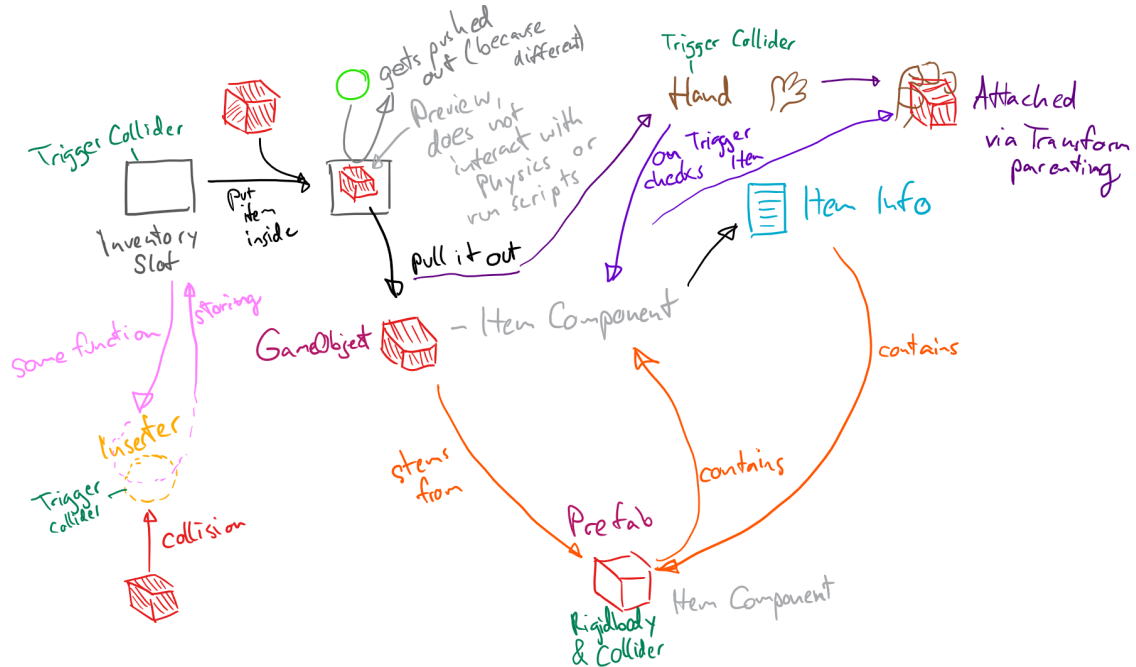 gets pushed
out (because
different)
Trigger Collider
Hand
Attached
via Transform
parenting
Preview,
does not
interact with
Physics or
run scripts
on Trigger
checks Item
Trigger Collider
put
item
inside
Inventory
Slot
Item Info
pull it out
storing
same function
GameObject
- Item Component
contains
Inserter
Trigger
Collider
collision
stems
from
contains
Prefab
Item Component
Rigidbody
& Collider